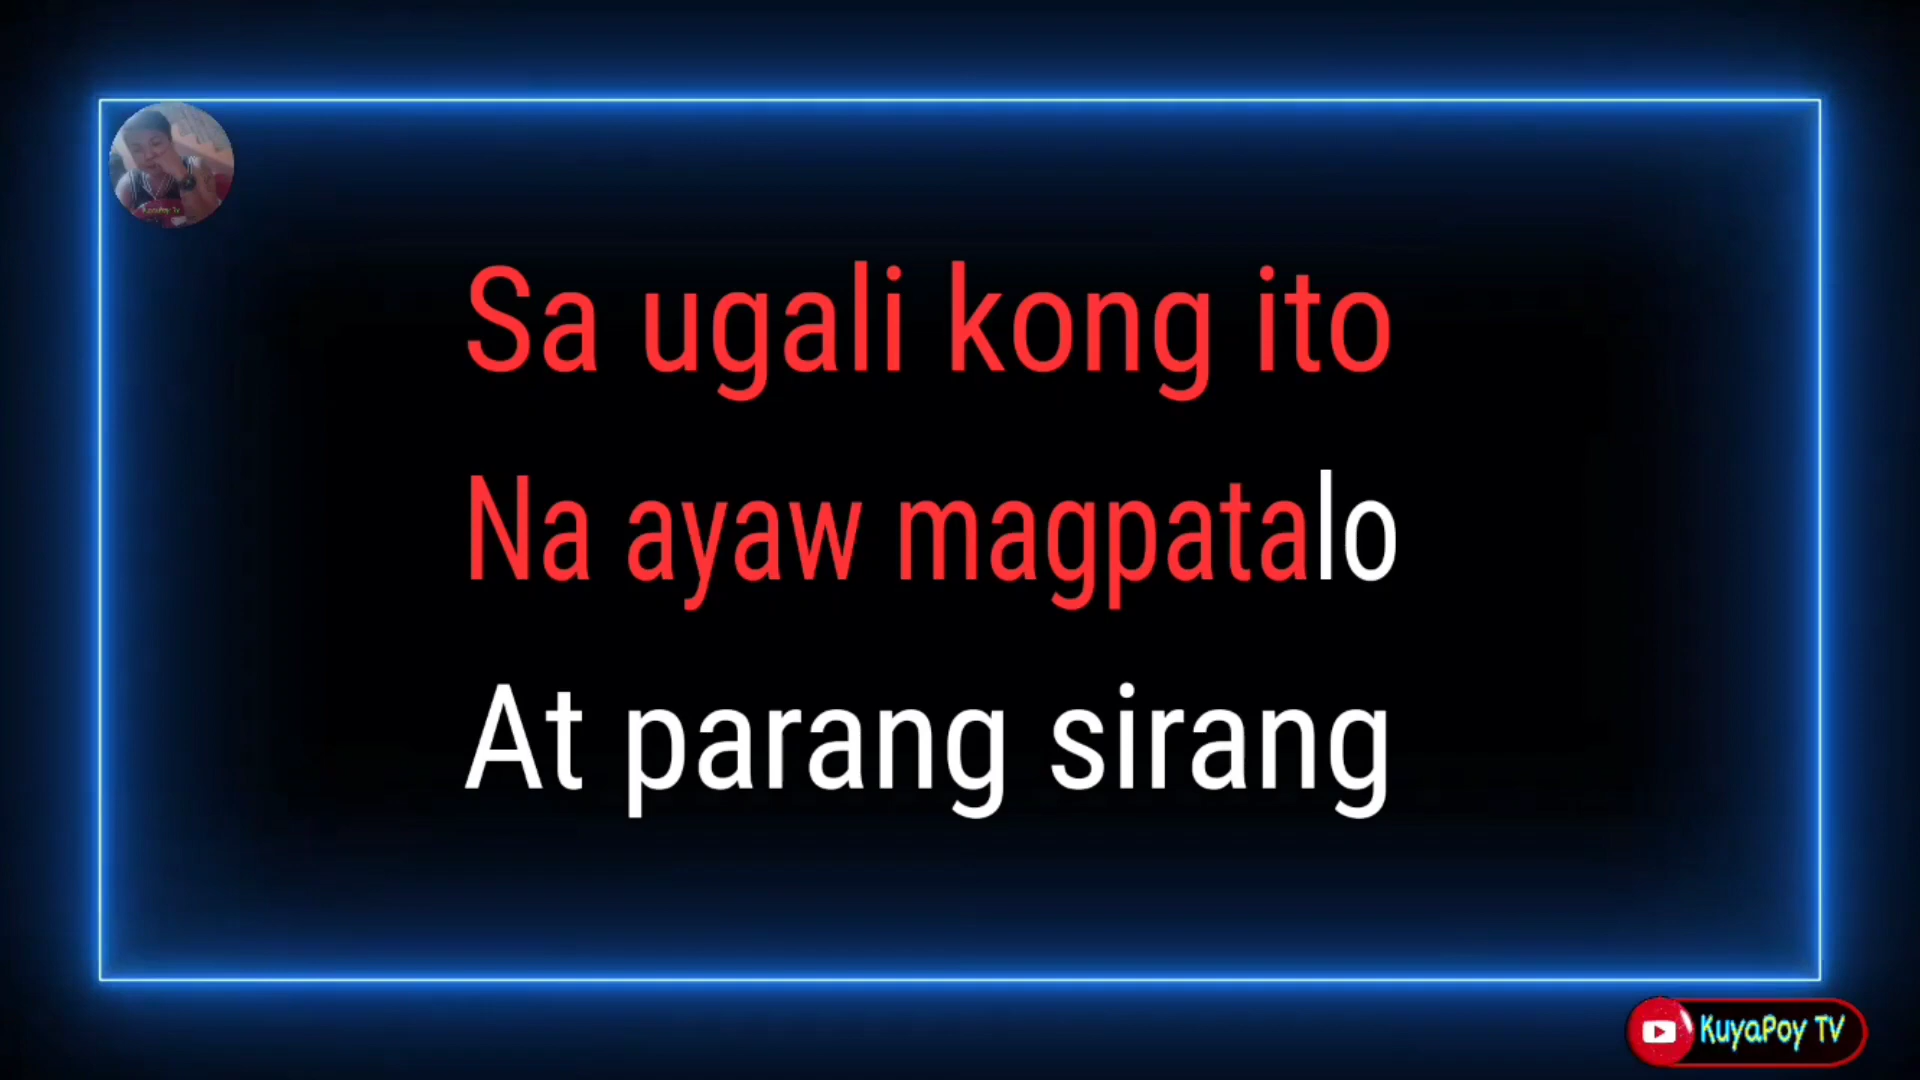 Sa ugali kong ito
Na ayaw magpatalo
At parang sirang
KuyaPoy TV